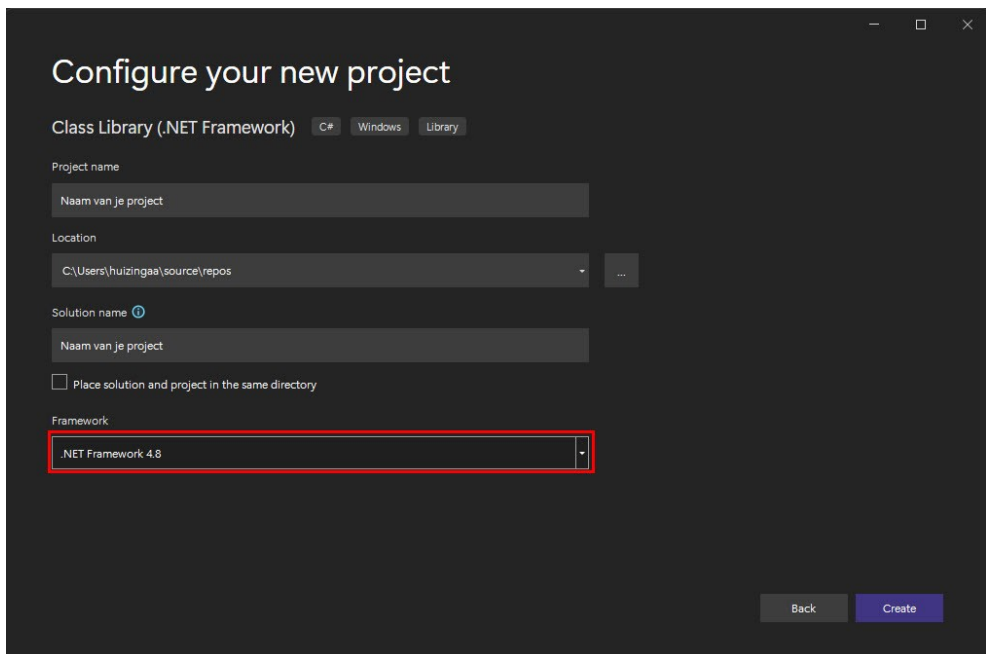 Configure your new project
Class Library (.NET Framework) C# Windows Library
Project name
Naam van je project
Location
C:\Users\huizingaa\source\repos
...
Solution name
Naam van je project
Place solution and project in the same directory
Framework
.NET Framework 4.8
Back Create